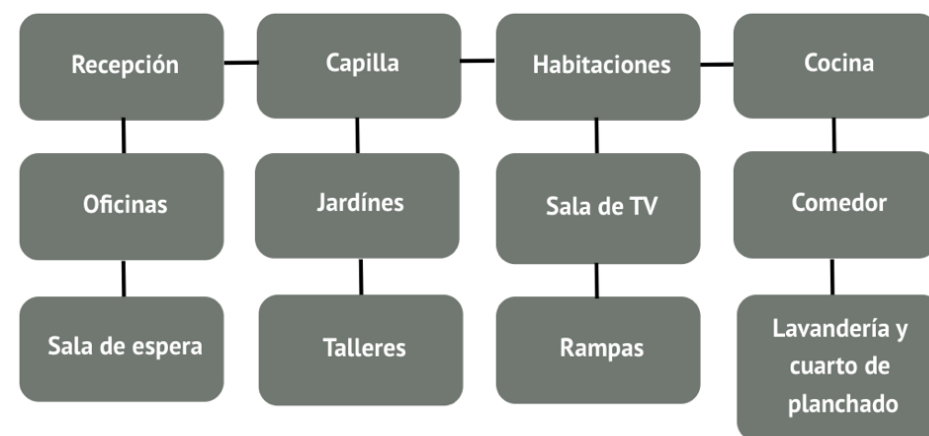 Recepción
Capilla
Habitaciones
Cocina
Oficinas
Jardínes
Sala de TV
Comedor
Sala de espera
Talleres
Rampas
Lavandería y
cuarto de
planchado